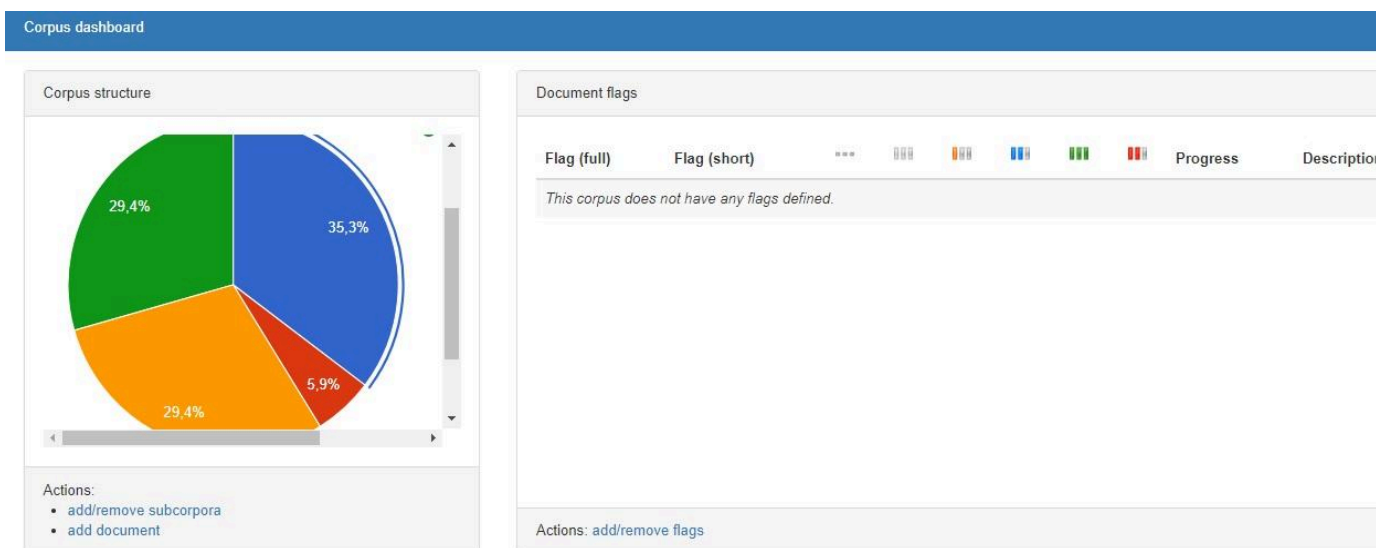 Corpus dashboard
Corpus structure
29,4%
35,3%
5,9%
29,4%
Actions:
add/remove subcorpora
add document
Document flags
Flag (full) Flag (short) Progress Description
This corpus does not have any flags defined.
Actions: add/remove flags